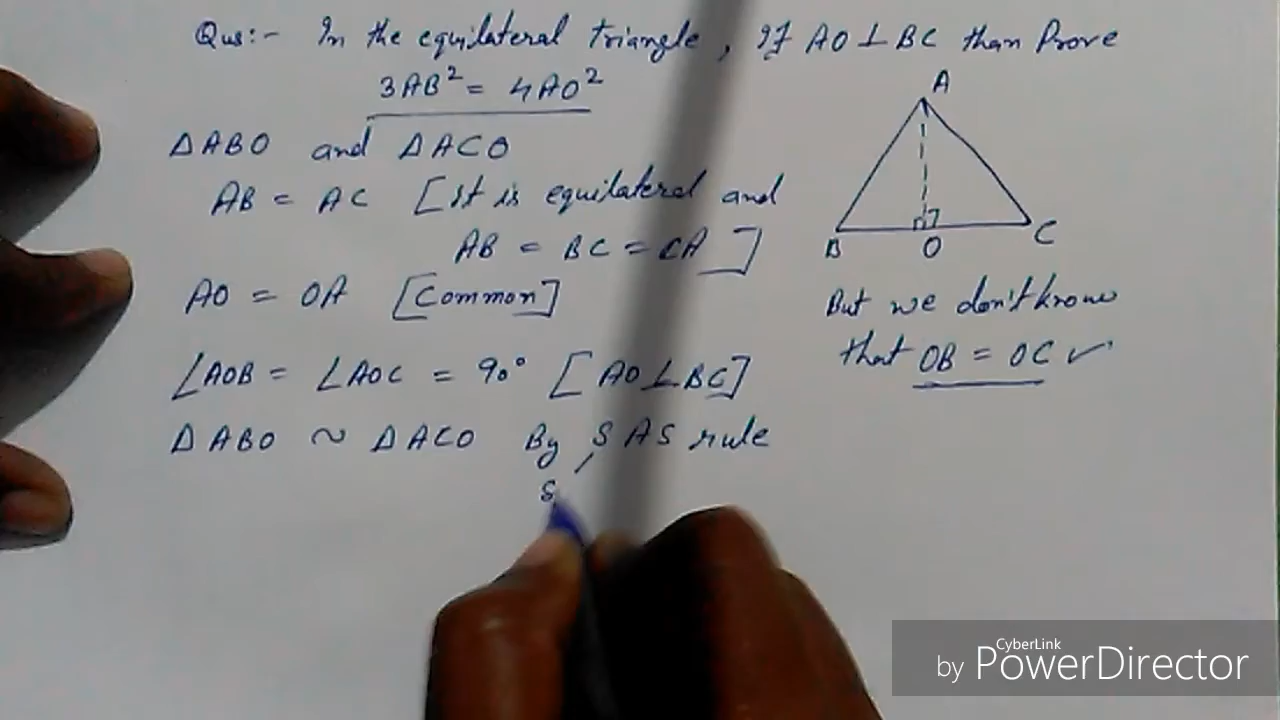 Qus:- In the equilateral triangle, If AO⊥BC than Prove
3AB² = 4AO²
ΔABO and ΔACO
AB = AC [It is equilateral and
AB = BC = CA]
AO = OA [Common]
∠AOB = ∠AOC = 90° [AO⊥BC]
ΔABO ~ ΔACO By SAS rule
S
A
B
O
C
But we don't know
that OB = OC ✓
CyberLink
by PowerDirector